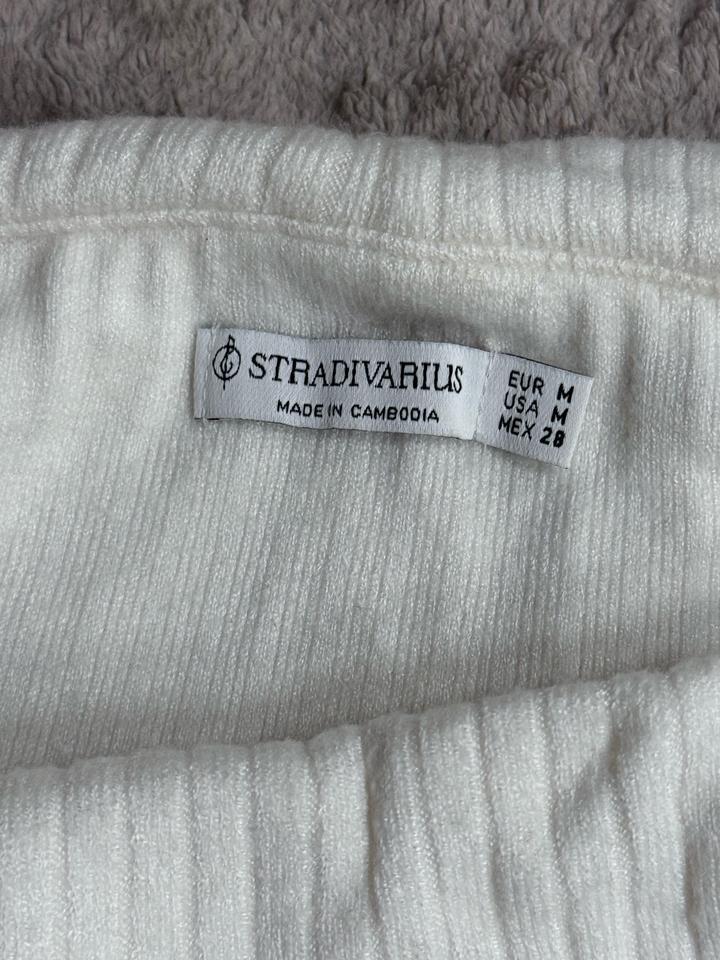 STRADIVARIUS
MADE IN CAMBODIA
EUR M
USA M
MEX 28